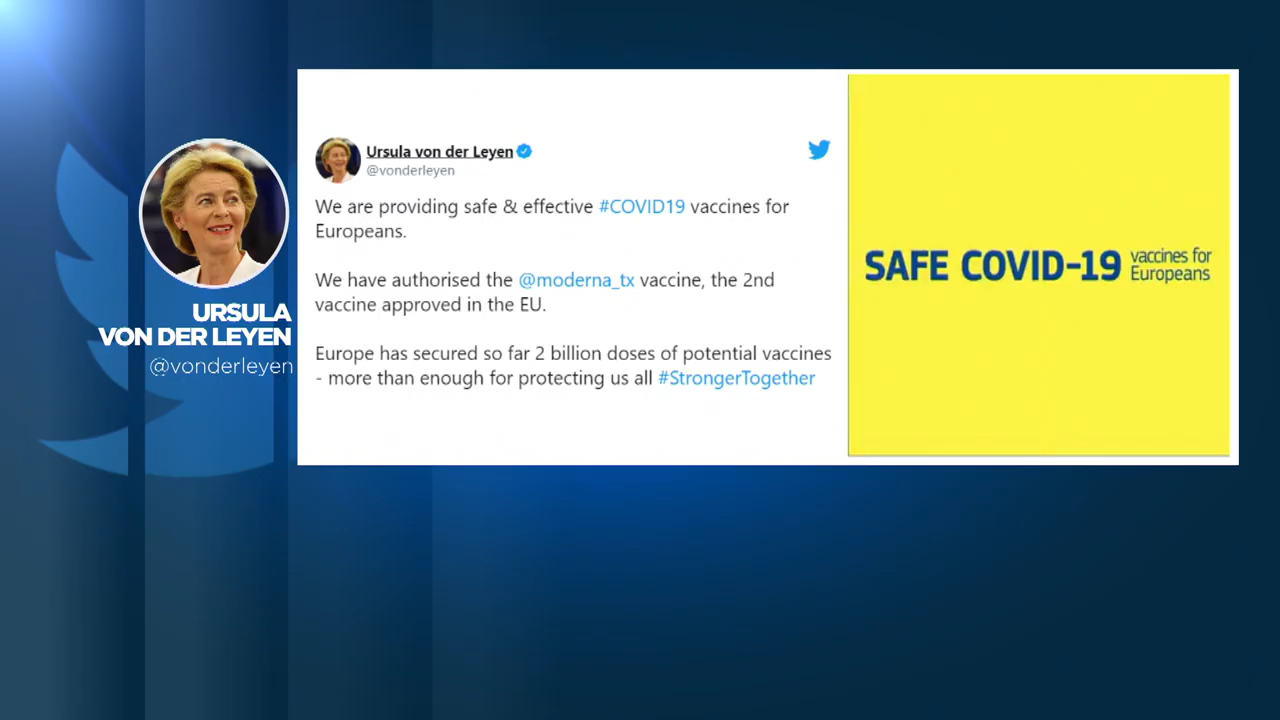 URSULA
VON DER LEYEN
@vonderleyen
Ursula von der Leyen
@vonderleyen
We are providing safe & effective #COVID19 vaccines for
Europeans.
We have authorised the @moderna_tx vaccine, the 2nd
vaccine approved in the EU.
Europe has secured so far 2 billion doses of potential vaccines
- more than enough for protecting us all #StrongerTogether
SAFE COVID-19 vaccines for
Europeans